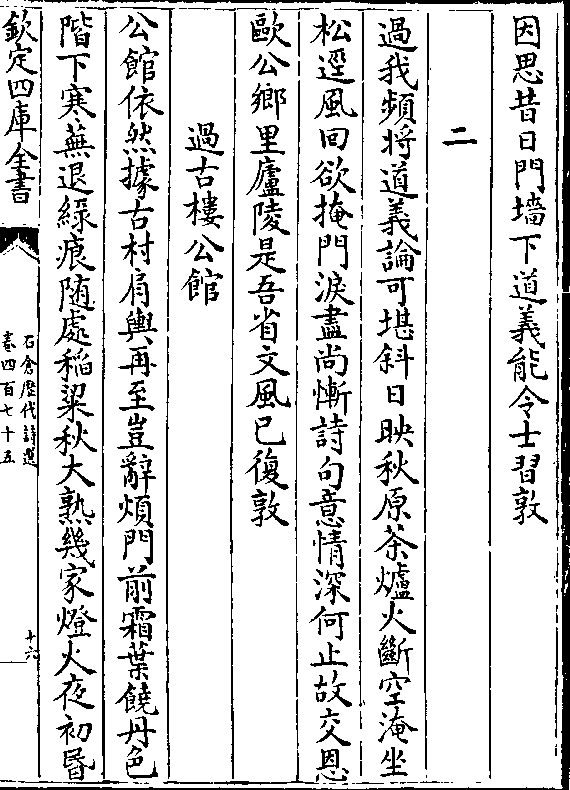 因思昔日門墻下道義能令士習敦
二
過我頻將道義論可堪斜日映秋原茶爐火斷空淹坐
松逕風回欲掩門淚盡尚慚詩句意情深何止故交恩
歐公鄉里廬陵是吾省文風已復敦
過古樓公館
公館依然據古村肩輿再至豈辭煩門前霜葉饒丹色
階下寒蕪退綠痕隨處稻粱秋大熟幾家燈火夜初昬
欽定四庫全書
石倉歷代詩選
卷四百七十五
十六